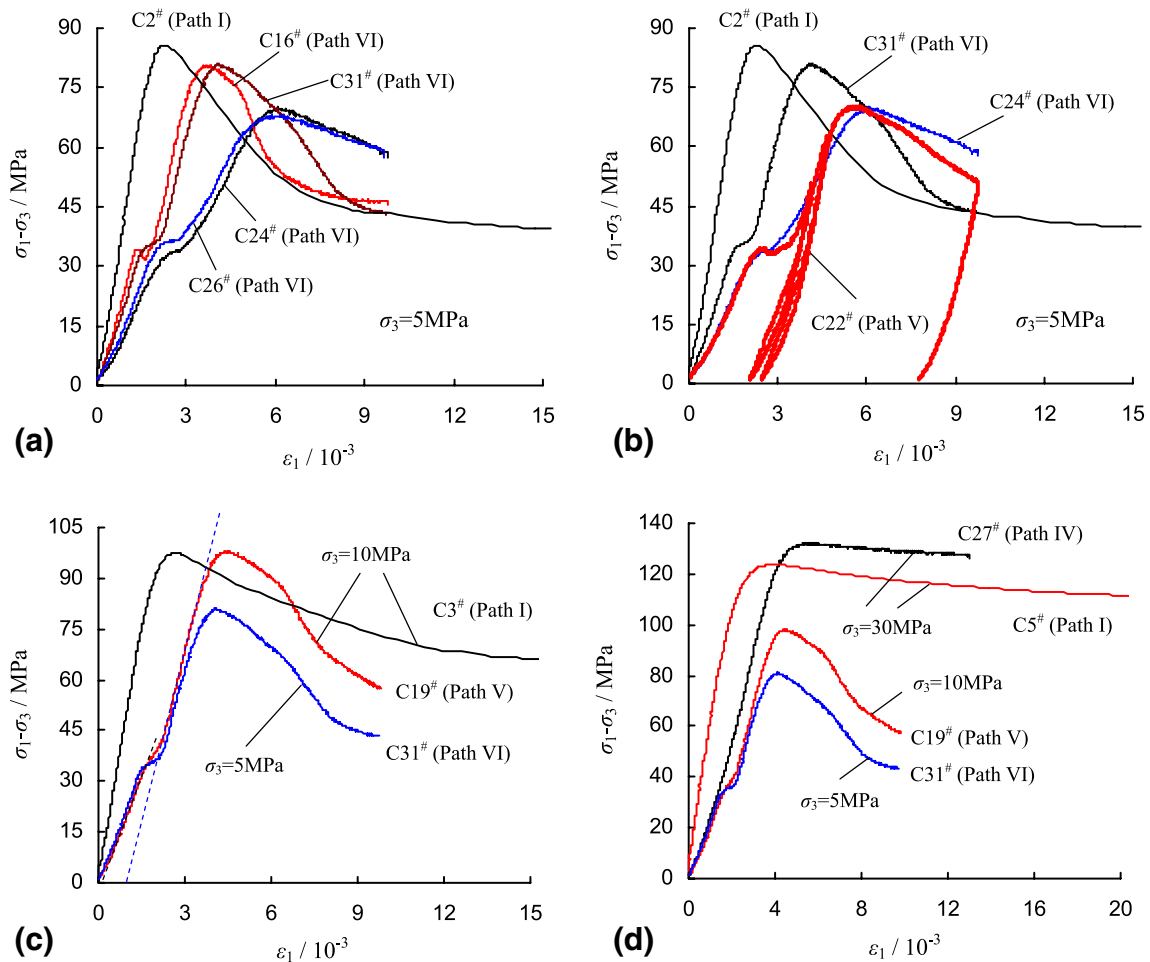 90
75
60
45
30
15
0
σ1-σ3 / MPa
C2# (Path I)
C16# (Path VI)
C31# (Path VI)
C24# (Path VI)
C26# (Path VI)
σ3=5MPa
0 3 6 9 12 15
ε1 / 10-3
(a)
90
75
60
45
30
15
0
σ1-σ3 / MPa
C2# (Path I)
C31# (Path VI)
C24# (Path VI)
C22# (Path V)
σ3=5MPa
0 3 6 9 12 15
ε1 / 10-3
(b)
105
90
75
60
45
30
15
0
σ1-σ3 / MPa
σ3=10MPa
C3# (Path I)
C19# (Path V)
C31# (Path VI)
σ3=5MPa
0 3 6 9 12 15
ε1 / 10-3
(c)
140
120
100
80
60
40
20
0
σ1-σ3 / MPa
C27# (Path IV)
σ3=30MPa
C5# (Path I)
σ3=10MPa
C19# (Path V)
C31# (Path VI)
σ3=5MPa
0 4 8 12 16 20
ε1 / 10-3
(d)